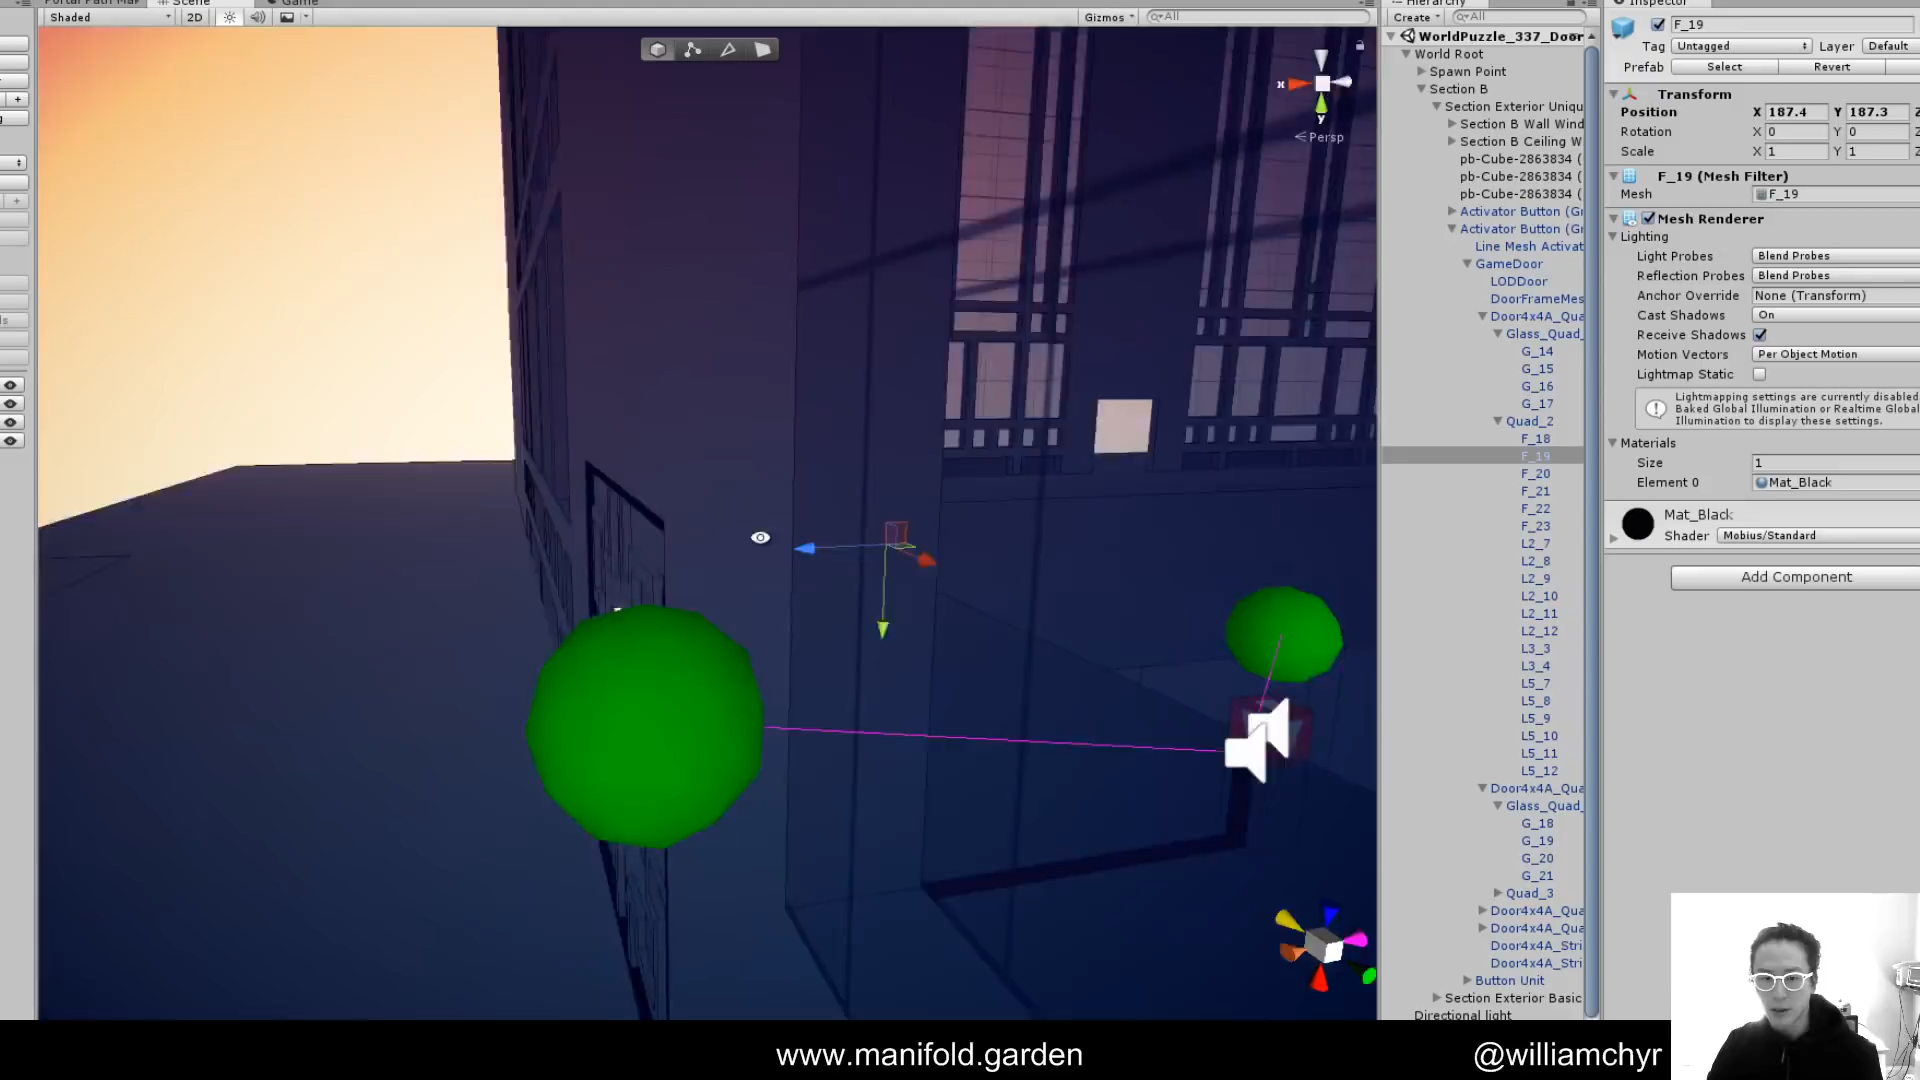 Portal Path Map
Scene
Game
Hierarchy
Inspector
Shaded
2D
Gizmos
All
x
y
Persp
Create
All
WorldPuzzle_337_Door
World Root
Spawn Point
Section B
Section Exterior Uniqu
Section B Wall Wind
Section B Ceiling W
pb-Cube-2863834 (
pb-Cube-2863834 (
pb-Cube-2863834 (
Activator Button (Gr
Activator Button (Gr
Line Mesh Activat
GameDoor
LODDoor
DoorFrameMes
Door4x4A_Qua
Glass_Quad_
G_14
G_15
G_16
G_17
Quad_2
F_18
F_19
F_20
F_21
F_22
F_23
L2_7
L2_8
L2_9
L2_10
L2_11
L2_12
L3_3
L3_4
L5_7
L5_8
L5_9
L5_10
L5_11
L5_12
Door4x4A_Qua
Glass_Quad_
G_18
G_19
G_20
G_21
Quad_3
Door4x4A_Qua
Door4x4A_Qua
Door4x4A_Stri
Door4x4A_Stri
Button Unit
Section Exterior Basic
Directional light
F_19
Tag Untagged Layer Default
Prefab Select Revert
Transform
Position X 187.4 Y 187.3 Z
Rotation X 0 Y 0 Z
Scale X 1 Y 1 Z
F_19 (Mesh Filter)
Mesh F_19
Mesh Renderer
Lighting
Light Probes Blend Probes
Reflection Probes Blend Probes
Anchor Override None (Transform)
Cast Shadows On
Receive Shadows
Motion Vectors Per Object Motion
Lightmap Static
Lightmapping settings are currently disabled.
Baked Global Illumination or Realtime Global
Illumination to display these settings.
Materials
Size 1
Element 0 Mat_Black
Mat_Black
Shader Mobius/Standard
Add Component
www.manifold.garden
@williamchyr